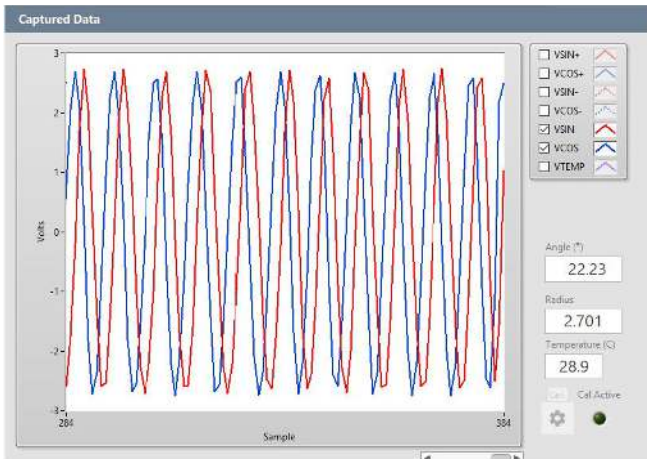 Captured Data
3
2
1
0
-1
-2
-3
Volts
284
384
Sample
VSIN+
VCOS+
VSIN-
VCOS-
VSIN
VCOS
VTEMP
Angle (°)
22.23
Radius
2.701
Temperature (C)
28.9
Cal Active